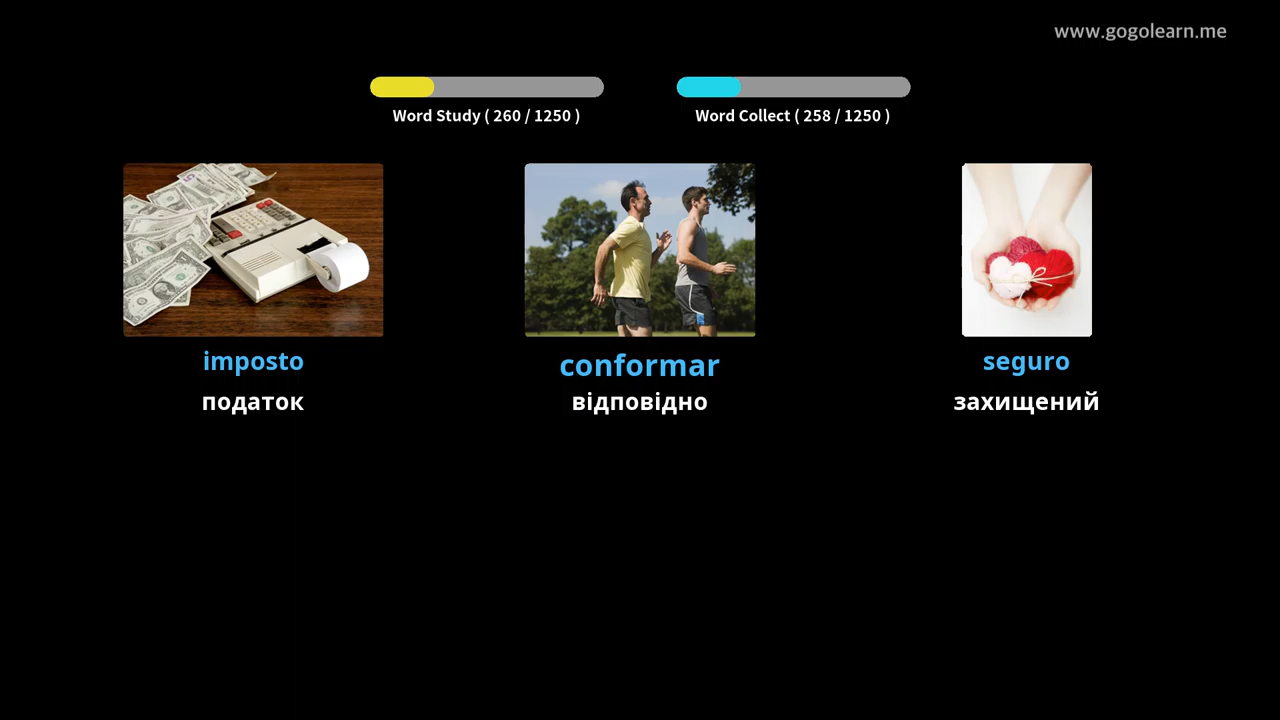 www.gogolearn.me
Word Study ( 260 / 1250 )
Word Collect ( 258 / 1250 )
imposto
conformar
seguro
податок
відповідно
захищений